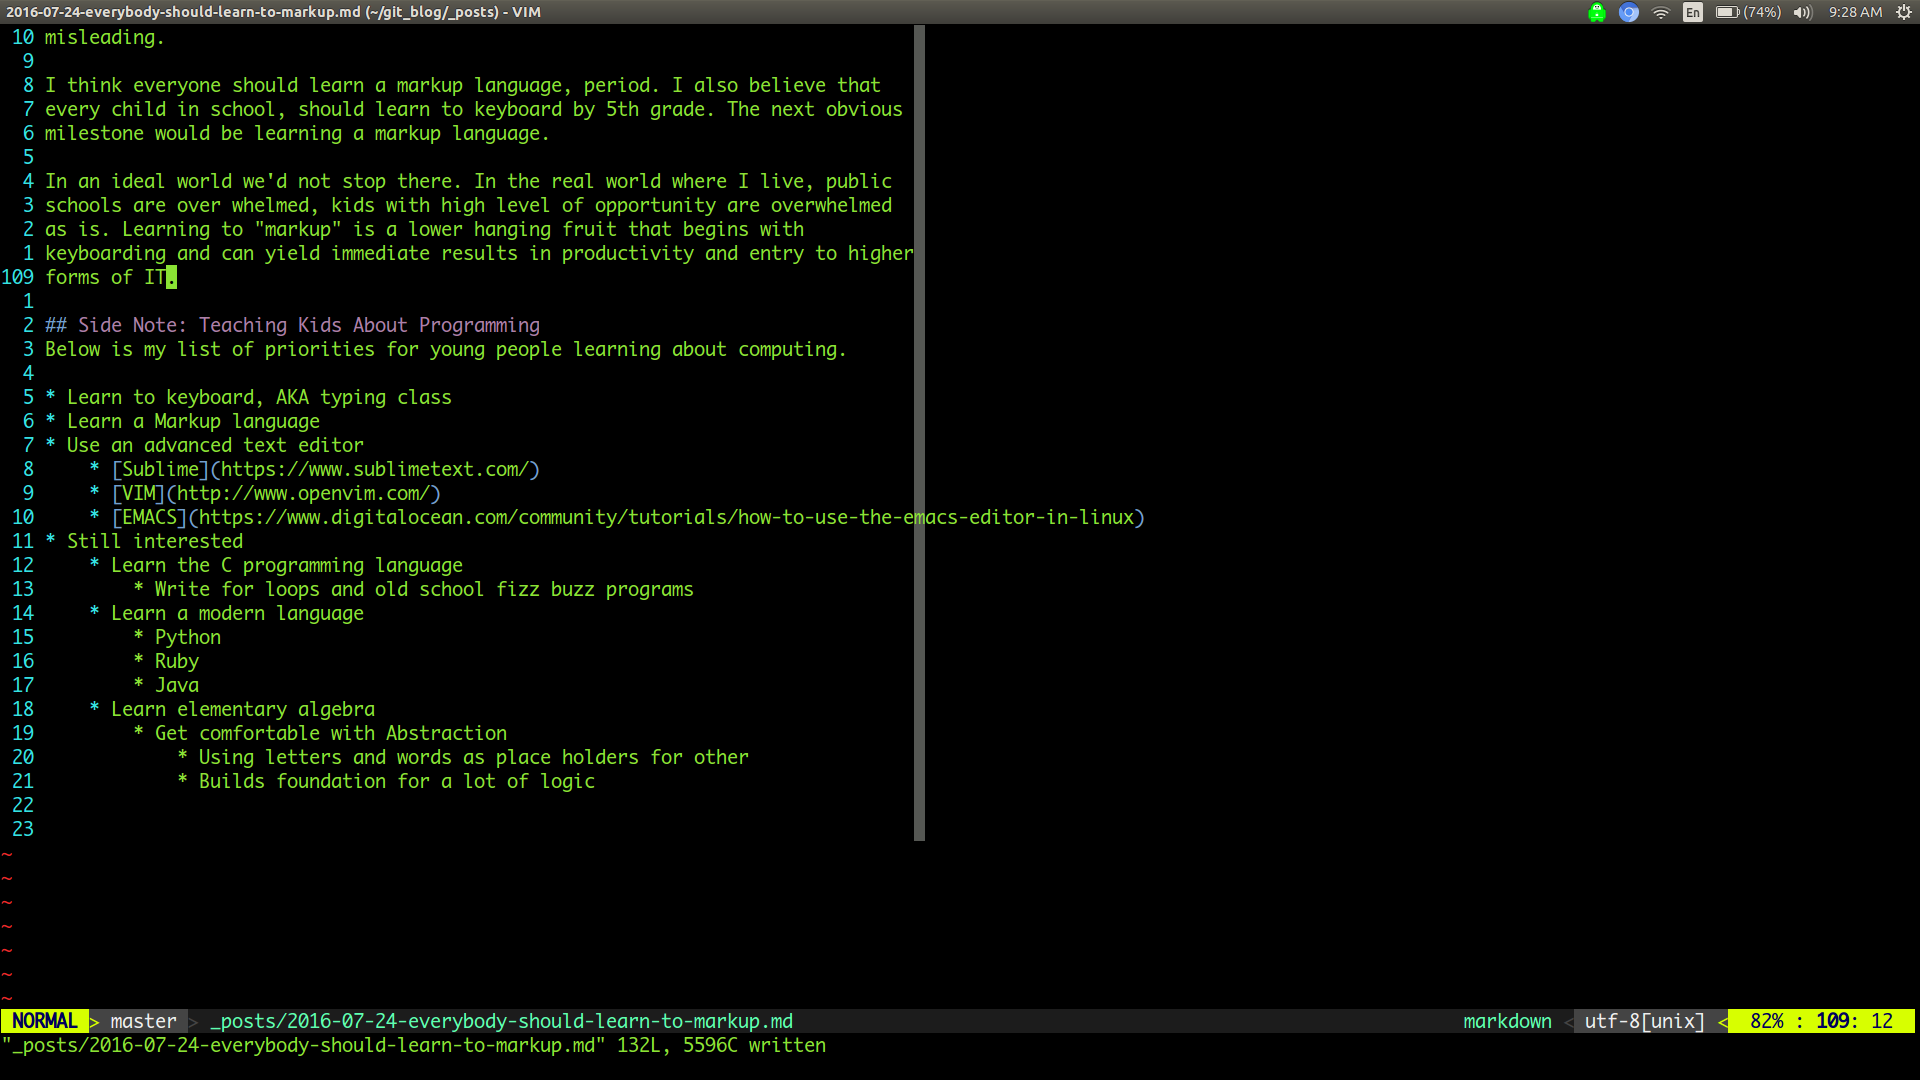 2016-07-24-everybody-should-learn-to-markup.md (~/git_blog/_posts) - VIM En (74%) 9:28 AM
10 misleading.
9
8 I think everyone should learn a markup language, period. I also believe that
7 every child in school, should learn to keyboard by 5th grade. The next obvious
6 milestone would be learning a markup language.
5
4 In an ideal world we'd not stop there. In the real world where I live, public
3 schools are over whelmed, kids with high level of opportunity are overwhelmed
2 as is. Learning to "markup" is a lower hanging fruit that begins with
1 keyboarding and can yield immediate results in productivity and entry to higher
109 forms of IT.
1
2 ## Side Note: Teaching Kids About Programming
3 Below is my list of priorities for young people learning about computing.
4
5 * Learn to keyboard, AKA typing class
6 * Learn a Markup language
7 * Use an advanced text editor
8 * [Sublime](https://www.sublimetext.com/)
9 * [VIM](http://www.openvim.com/)
10 * [EMACS](https://www.digitalocean.com/community/tutorials/how-to-use-the-emacs-editor-in-linux)
11 * Still interested
12 * Learn the C programming language
13 * Write for loops and old school fizz buzz programs
14 * Learn a modern language
15 * Python
16 * Ruby
17 * Java
18 * Learn elementary algebra
19 * Get comfortable with Abstraction
20 * Using letters and words as place holders for other
21 * Builds foundation for a lot of logic
22
23
~
~
~
~
~
~
~
NORMAL > master > _posts/2016-07-24-everybody-should-learn-to-markup.md markdown < utf-8[unix] < 82% : 109: 12
"_posts/2016-07-24-everybody-should-learn-to-markup.md" 132L, 5596C written